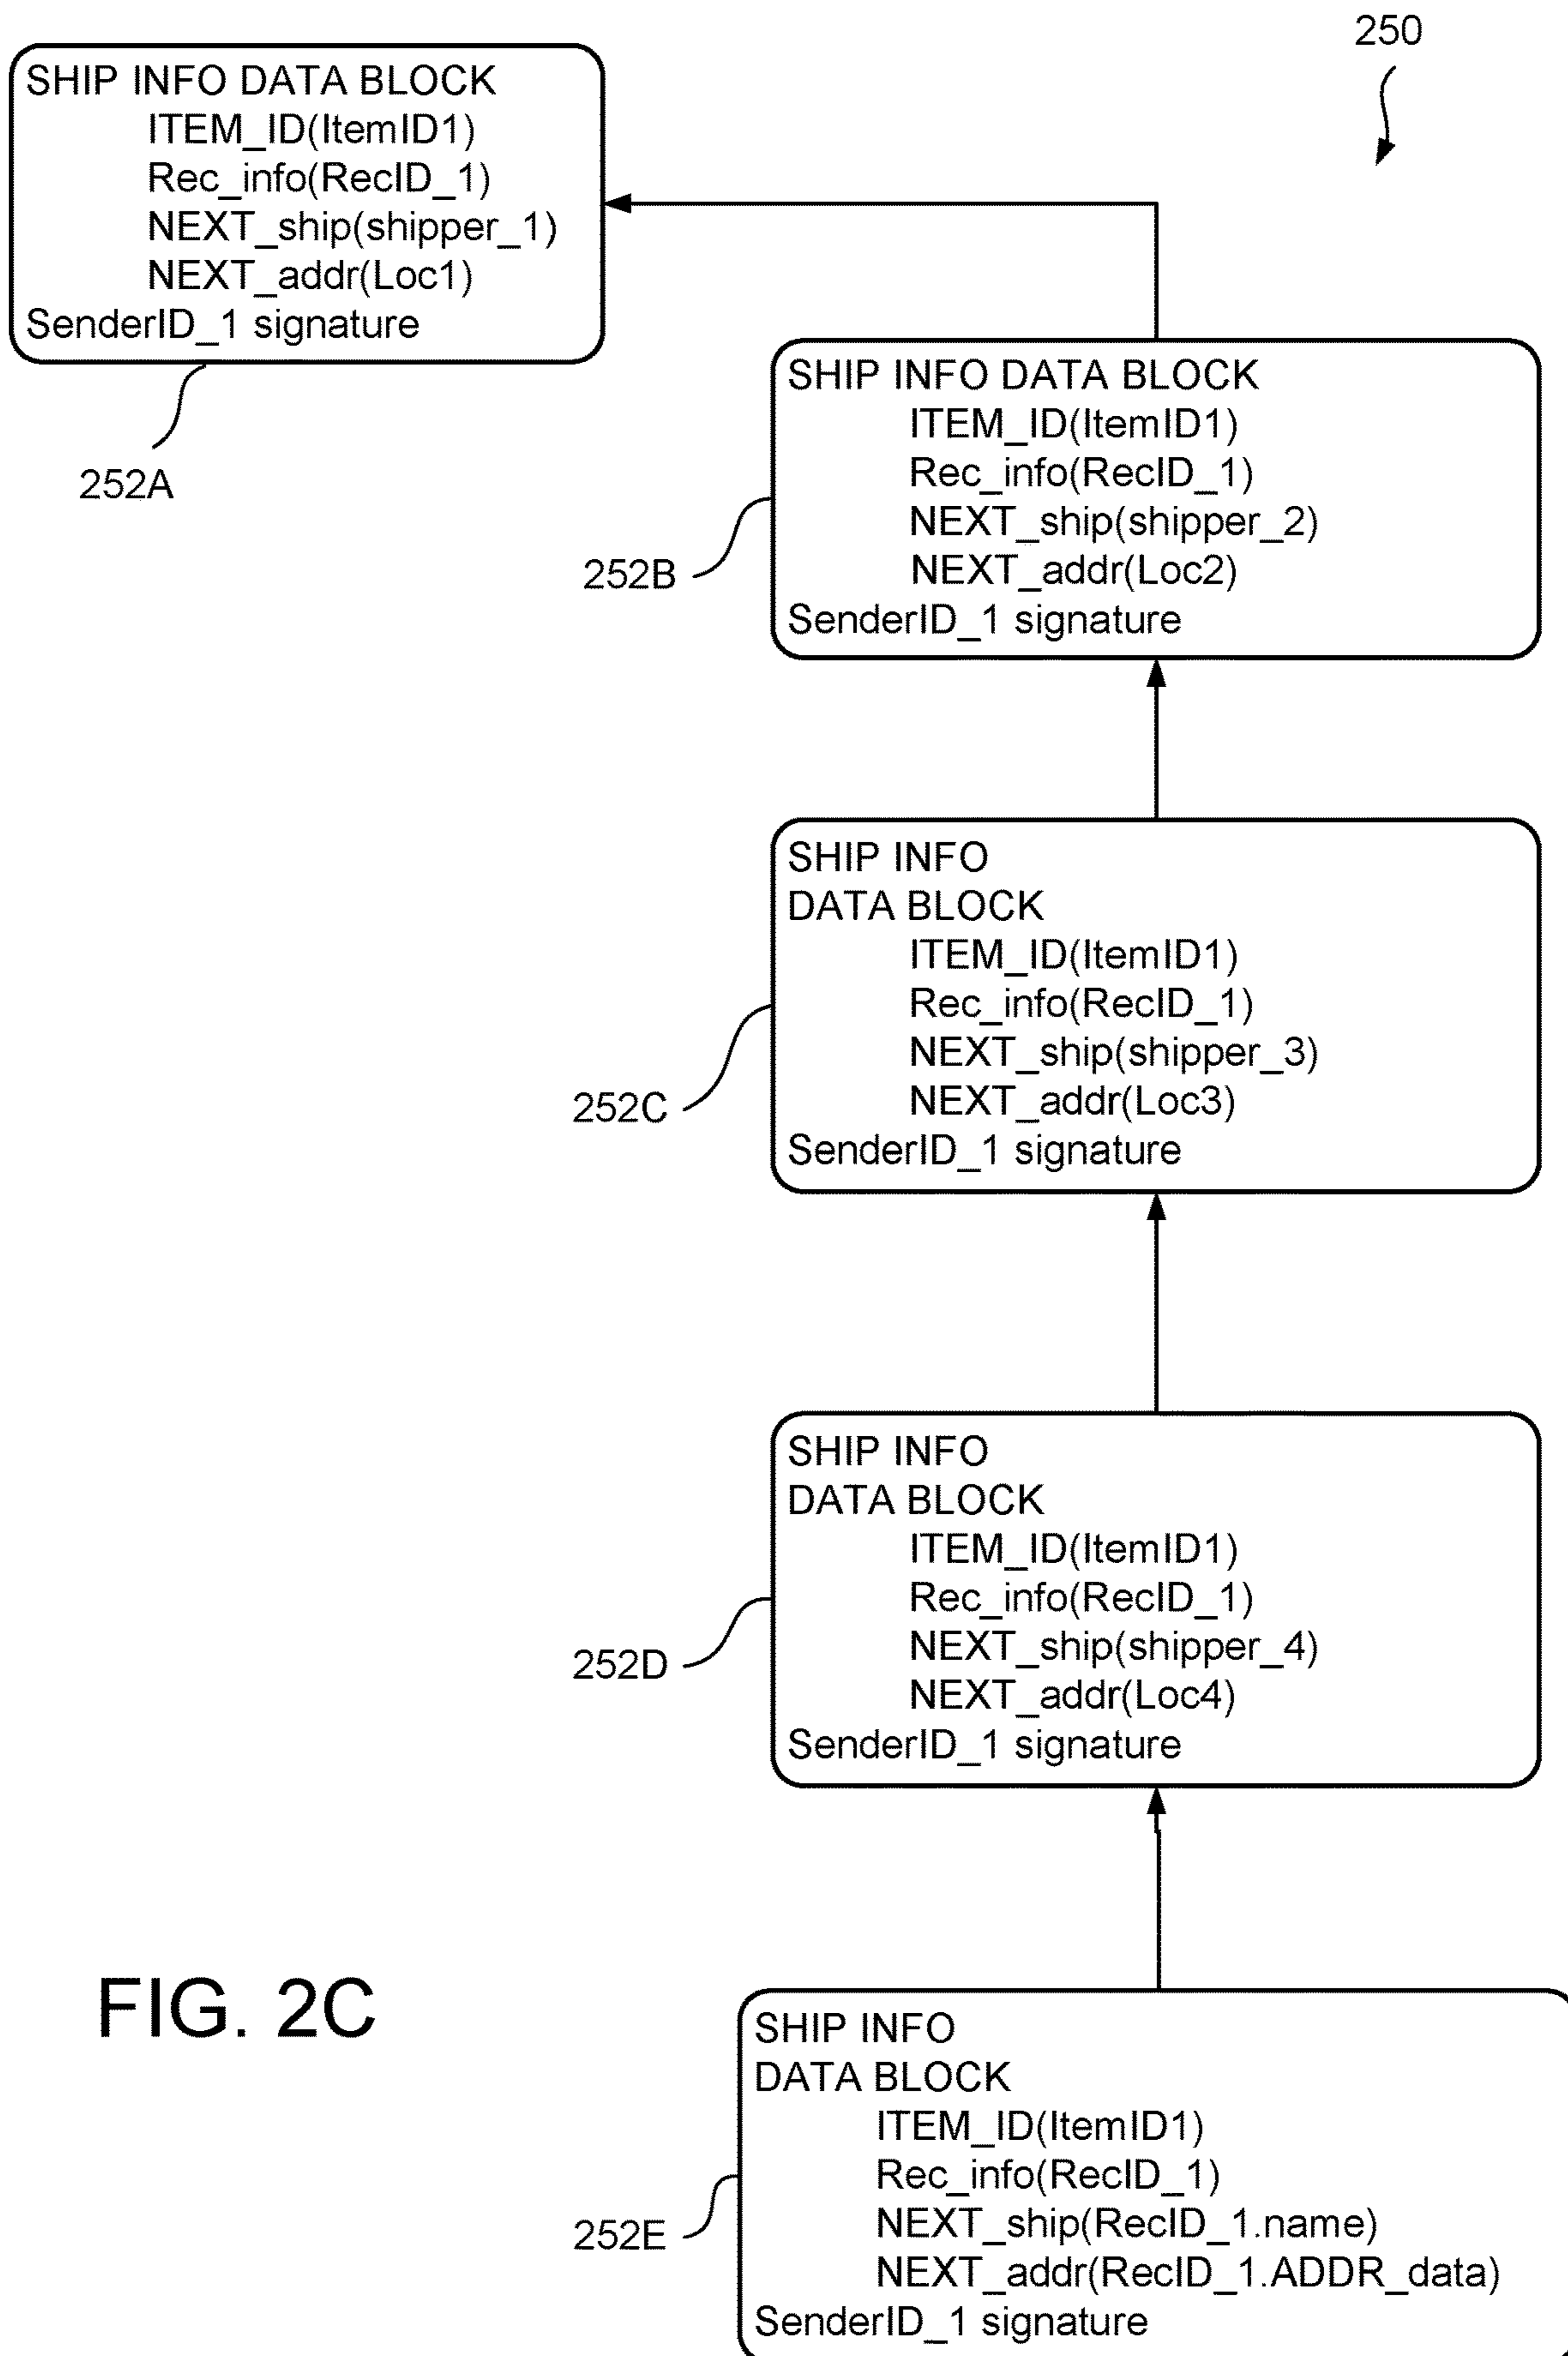 250
SHIP INFO DATA BLOCK
ITEM_ID(ItemID1)
Rec_info(RecID_1)
NEXT_ship(shipper_1)
NEXT_addr(Loc1)
SenderID_1 signature
252A
SHIP INFO DATA BLOCK
ITEM_ID(ItemID1)
Rec_info(RecID_1)
NEXT_ship(shipper_2)
NEXT_addr(Loc2)
SenderID_1 signature
252B
SHIP INFO
DATA BLOCK
ITEM_ID(ItemID1)
Rec_info(RecID_1)
NEXT_ship(shipper_3)
NEXT_addr(Loc3)
SenderID_1 signature
252C
SHIP INFO
DATA BLOCK
ITEM_ID(ItemID1)
Rec_info(RecID_1)
NEXT_ship(shipper_4)
NEXT_addr(Loc4)
SenderID_1 signature
252D
FIG. 2C
SHIP INFO
DATA BLOCK
ITEM_ID(ItemID1)
Rec_info(RecID_1)
NEXT_ship(RecID_1.name)
NEXT_addr(RecID_1.ADDR_data)
SenderID_1 signature
252E